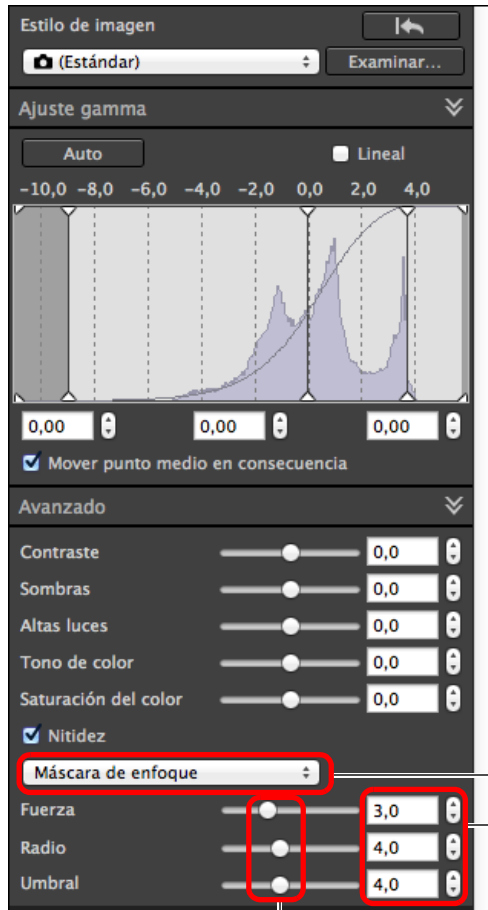 Estilo de imagen
(Estándar) Examinar...
Ajuste gamma
Auto Lineal
-10,0 -8,0 -6,0 -4,0 -2,0 0,0 2,0 4,0
0,00 0,00 0,00
Mover punto medio en consecuencia
Avanzado
Contraste 0,0
Sombras 0,0
Altas luces 0,0
Tono de color 0,0
Saturación del color 0,0
Nitidez
Máscara de enfoque
Fuerza 3,0
Radio 4,0
Umbral 4,0